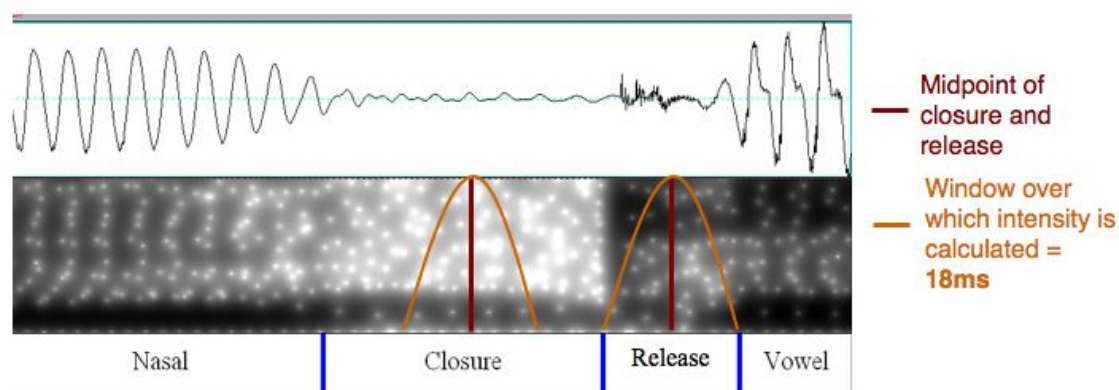 Midpoint of
closure and
release
Window over
which intensity is
calculated =
18ms
Nasal
Closure
Release
Vowel